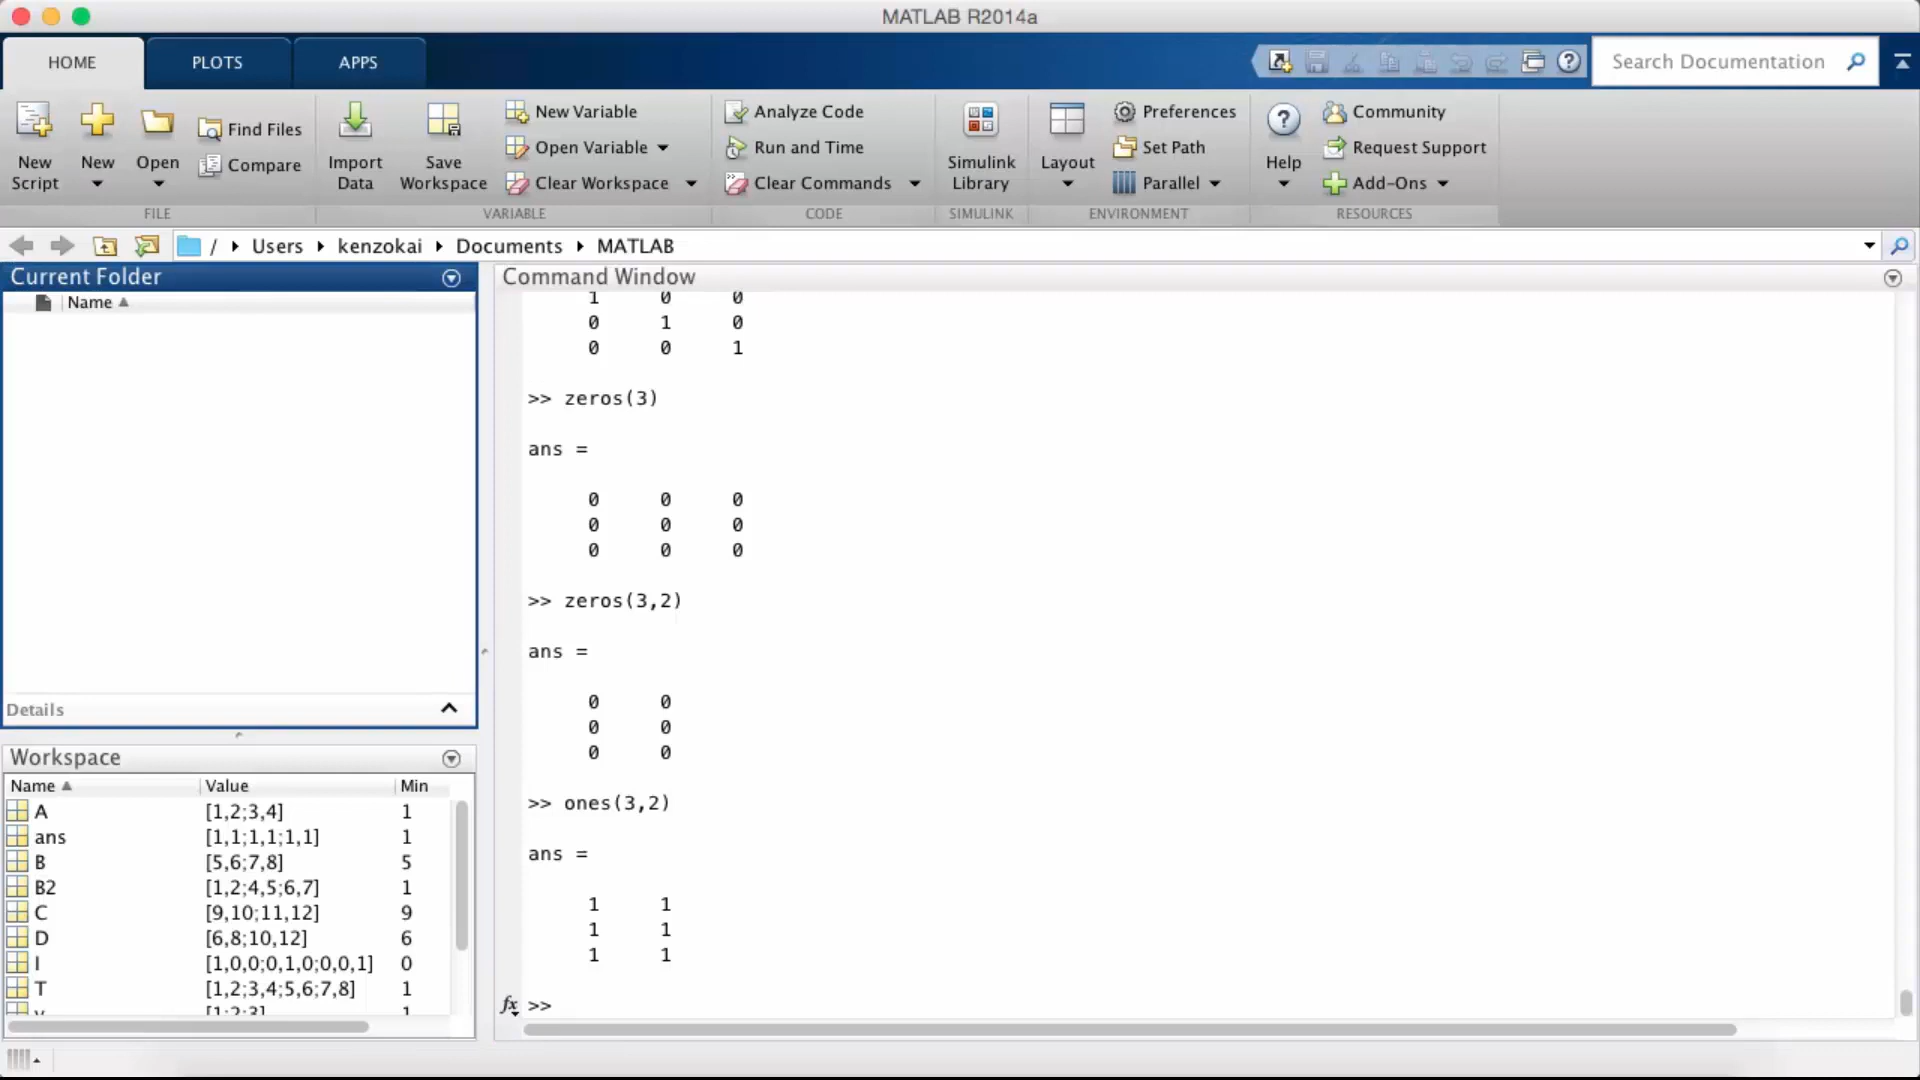 MATLAB R2014a
HOME PLOTS APPS
Search Documentation
New Script
New
Open
Find Files
Compare
FILE
Import Data
Save Workspace
New Variable
Open Variable
Clear Workspace
VARIABLE
Analyze Code
Run and Time
Clear Commands
CODE
Simulink Library
SIMULINK
Layout
Preferences
Set Path
Parallel
ENVIRONMENT
Help
Community
Request Support
Add-Ons
RESOURCES
/ Users kenzokai Documents MATLAB
Current Folder
Name
Details
Workspace
Name Value Min
A [1,2;3,4] 1
ans [1,1;1,1;1,1] 1
B [5,6;7,8] 5
B2 [1,2;4,5;6,7] 1
C [9,10;11,12] 9
D [6,8;10,12] 6
I [1,0,0;0,1,0;0,0,1] 0
T [1,2;3,4;5,6;7,8] 1
v [1;2;3] 1
Command Window
1 0 0
0 1 0
0 0 1
>> zeros(3)
ans =
0 0 0
0 0 0
0 0 0
>> zeros(3,2)
ans =
0 0
0 0
0 0
>> ones(3,2)
ans =
1 1
1 1
1 1
fx >>